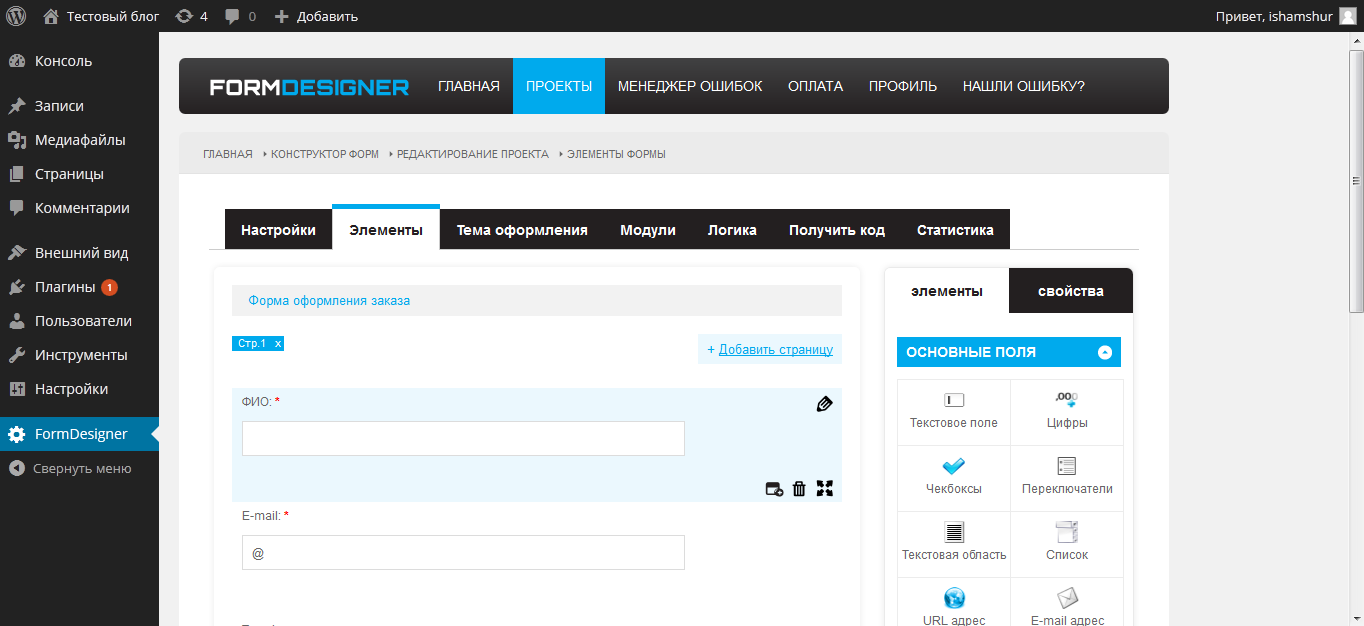 Тестовый блог 4 0 Добавить Привет, ishamshur
Консоль
Записи
Медиафайлы
Страницы
Комментарии
Внешний вид
Плагины 1
Пользователи
Инструменты
Настройки
FormDesigner
Свернуть меню
FORMDESIGNER ГЛАВНАЯ ПРОЕКТЫ МЕНЕДЖЕР ОШИБОК ОПЛАТА ПРОФИЛЬ НАШЛИ ОШИБКУ?
ГЛАВНАЯ КОНСТРУКТОР ФОРМ РЕДАКТИРОВАНИЕ ПРОЕКТА ЭЛЕМЕНТЫ ФОРМЫ
Настройки Элементы Тема оформления Модули Логика Получить код Статистика
Форма оформления заказа
Стр.1 x + Добавить страницу
ФИО: *
E-mail: *
@
элементы свойства
ОСНОВНЫЕ ПОЛЯ
Текстовое поле Цифры
Чекбоксы Переключатели
Текстовая область Список
URL адрес E-mail адрес